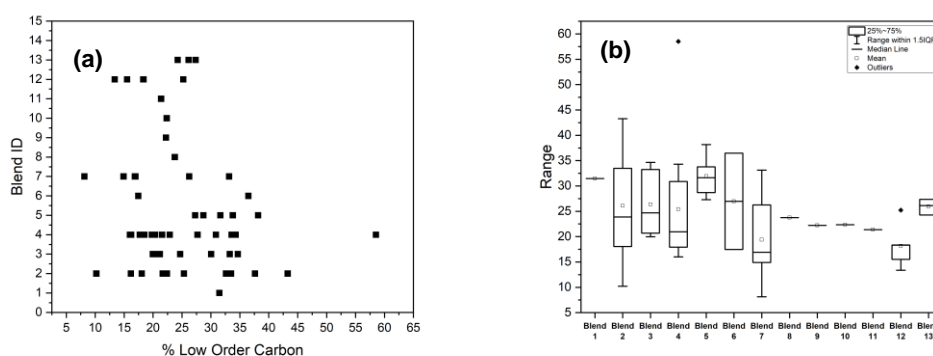 (a)
15
14
13
12
11
10
9
8
7
6
5
4
3
2
1
0
Blend ID
5 10 15 20 25 30 35 40 45 50 55 60 65
% Low Order Carbon
(b)
65
60
55
50
45
40
35
30
25
20
15
10
5
Range
25%~75%
Range within 1.5IQR
Median Line
Mean
Outliers
Blend Blend Blend Blend Blend Blend Blend Blend Blend Blend Blend Blend Blend
1 2 3 4 5 6 7 8 9 10 11 12 13